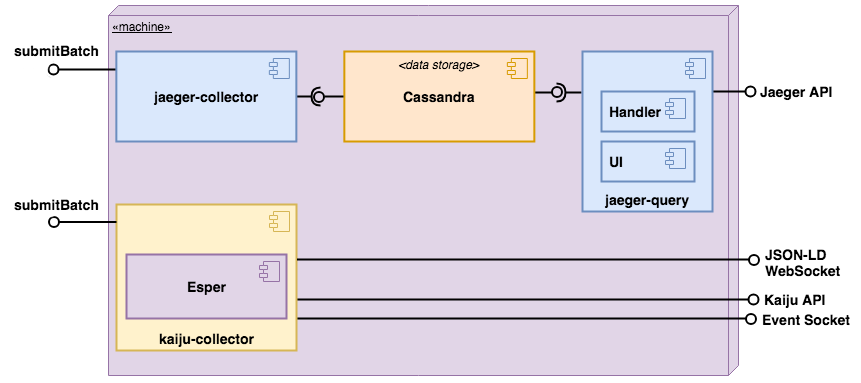 «machine»
submitBatch
jaeger-collector
<data storage>
Cassandra
Handler
UI
jaeger-query
Jaeger API
submitBatch
Esper
kaiju-collector
JSON-LD
WebSocket
Kaiju API
Event Socket